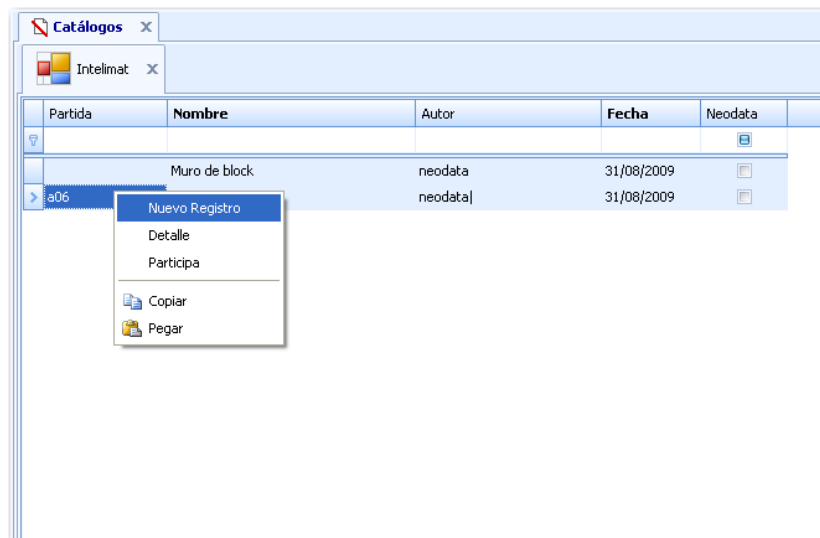 Catálogos X
Intelimat X
Partida Nombre Autor Fecha Neodata
Muro de block neodata 31/08/2009
a06 neodata 31/08/2009
Nuevo Registro
Detalle
Participa
Copiar
Pegar